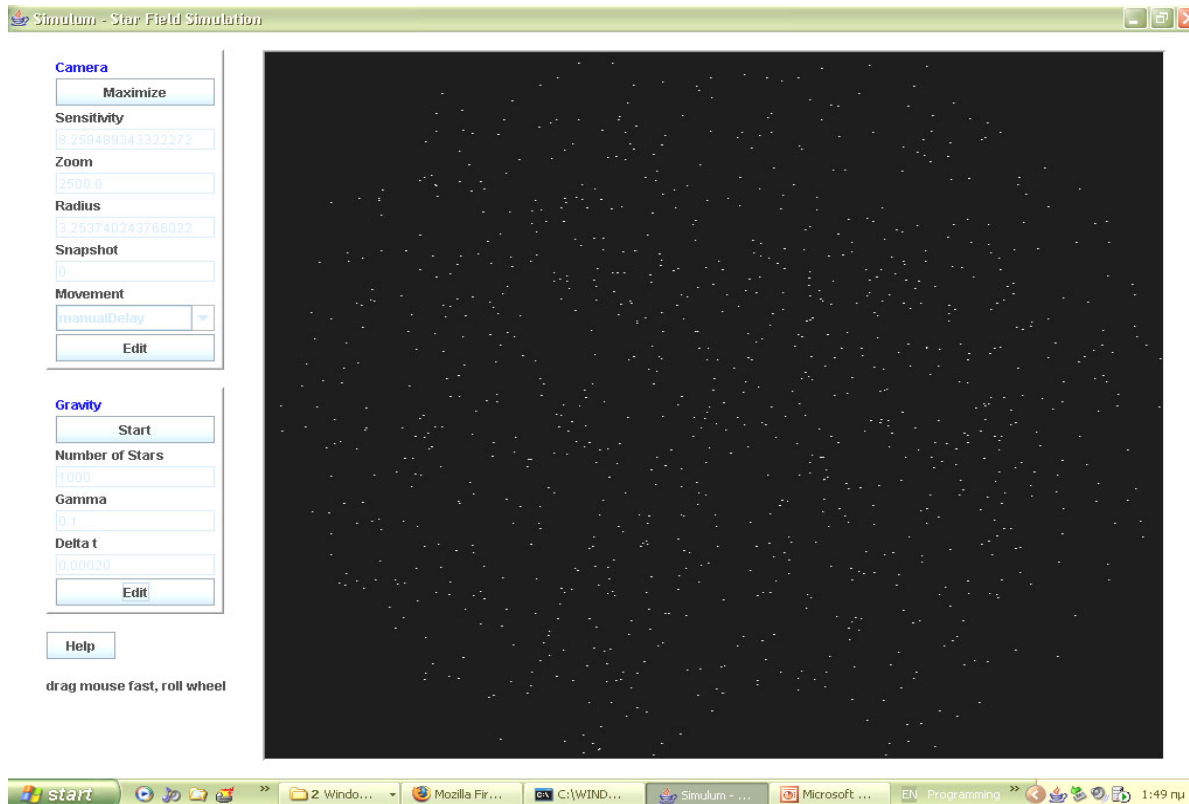 Simulum - Star Field Simulation
Camera
Maximize
Sensitivity
8.259489343322272
Zoom
2500.0
Radius
3.253740243766022
Snapshot
0
Movement
manualDelay
Edit
Gravity
Start
Number of Stars
1000
Gamma
0.1
Delta t
0.00020
Edit
Help
drag mouse fast, roll wheel
start » 2 Windo... Mozilla Fir... C:\WIND... Simulum - ... Microsoft ... EN Programming » 1:49 πμ